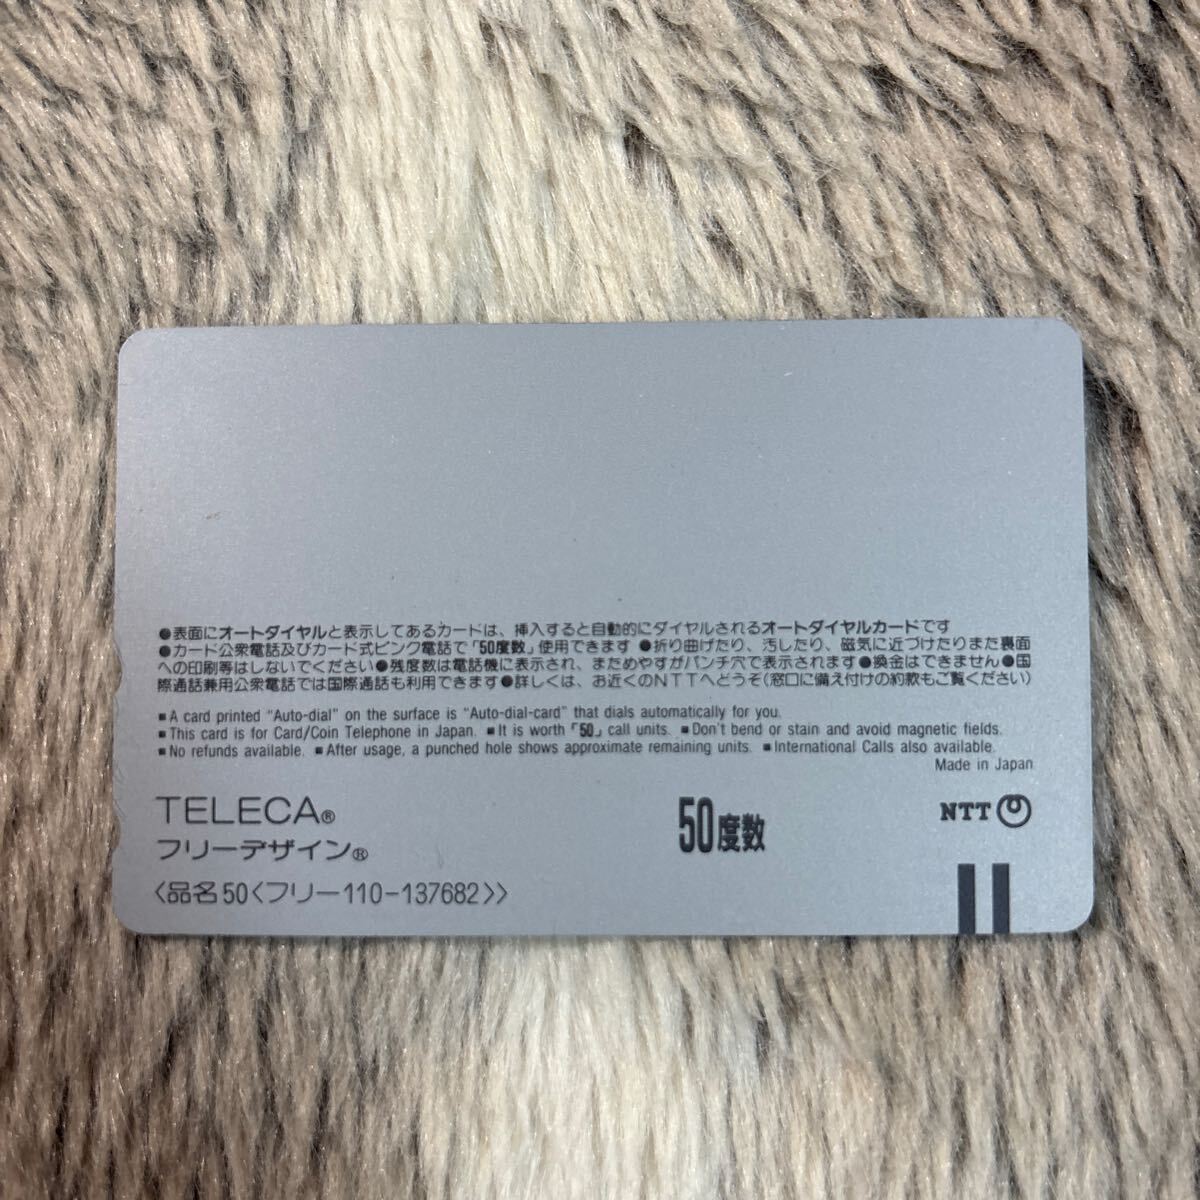 ●表面にオートダイヤルと表示してあるカードは、挿入すると自動的にダイヤルされるオートダイヤルカードです
●カード公衆電話及びカード式ピンク電話で「50度数」使用できます ●折り曲げたり、汚したり、磁気に近づけたりまた裏面
への印刷等はしないでください●残度数は電話機に表示され、まためやすがパンチ穴で表示されます●換金はできません●国
際通話兼用公衆電話では国際通話も利用できます●詳しくは、お近くのNTTへどうぞ(窓口に備え付けの約款もご覧ください)
■A card printed "Auto-dial" on the surface is "Auto-dial-card" that dials automatically for you.
■This card is for Card/Coin Telephone in Japan. ■It is worth「50」call units. ■Don't bend or stain and avoid magnetic fields.
■No refunds available. ■After usage, a punched hole shows approximate remaining units. ■International Calls also available.
Made in Japan
TELECA®
フリーデザイン®
50度数
NTT
〈品名50〈フリー110-137682〉〉